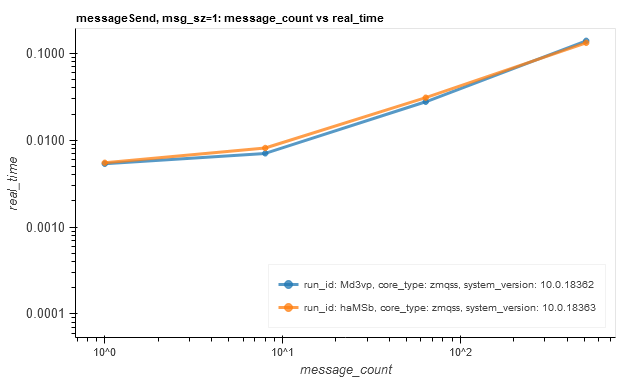 messageSend, msg_sz=1: message_count vs real_time
0.1000
0.0100
0.0010
0.0001
real_time
run_id: Md3vp, core_type: zmqss, system_version: 10.0.18362
run_id: haMSb, core_type: zmqss, system_version: 10.0.18363
10^0
10^1
10^2
message_count